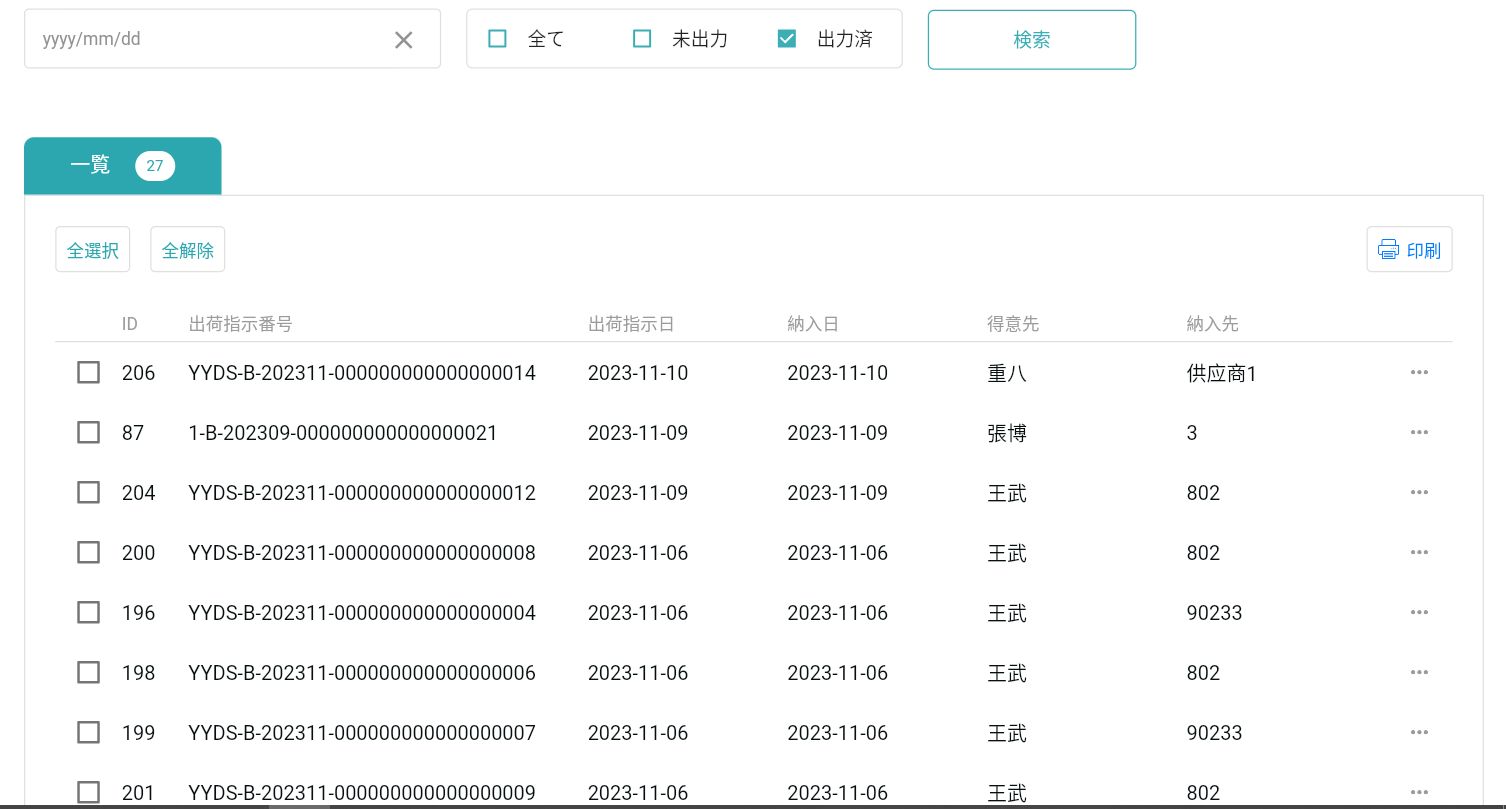 yyyy/mm/dd 全て 未出力 出力済 検索
一覧 27
全選択 全解除 印刷
ID 出荷指示番号 出荷指示日 納入日 得意先 納入先
206 YYDS-B-202311-000000000000000014 2023-11-10 2023-11-10 重八 供应商1
87 1-B-202309-000000000000000021 2023-11-09 2023-11-09 張博 3
204 YYDS-B-202311-000000000000000012 2023-11-09 2023-11-09 王武 802
200 YYDS-B-202311-000000000000000008 2023-11-06 2023-11-06 王武 802
196 YYDS-B-202311-000000000000000004 2023-11-06 2023-11-06 王武 90233
198 YYDS-B-202311-000000000000000006 2023-11-06 2023-11-06 王武 802
199 YYDS-B-202311-000000000000000007 2023-11-06 2023-11-06 王武 90233
201 YYDS-B-202311-000000000000000009 2023-11-06 2023-11-06 王武 802